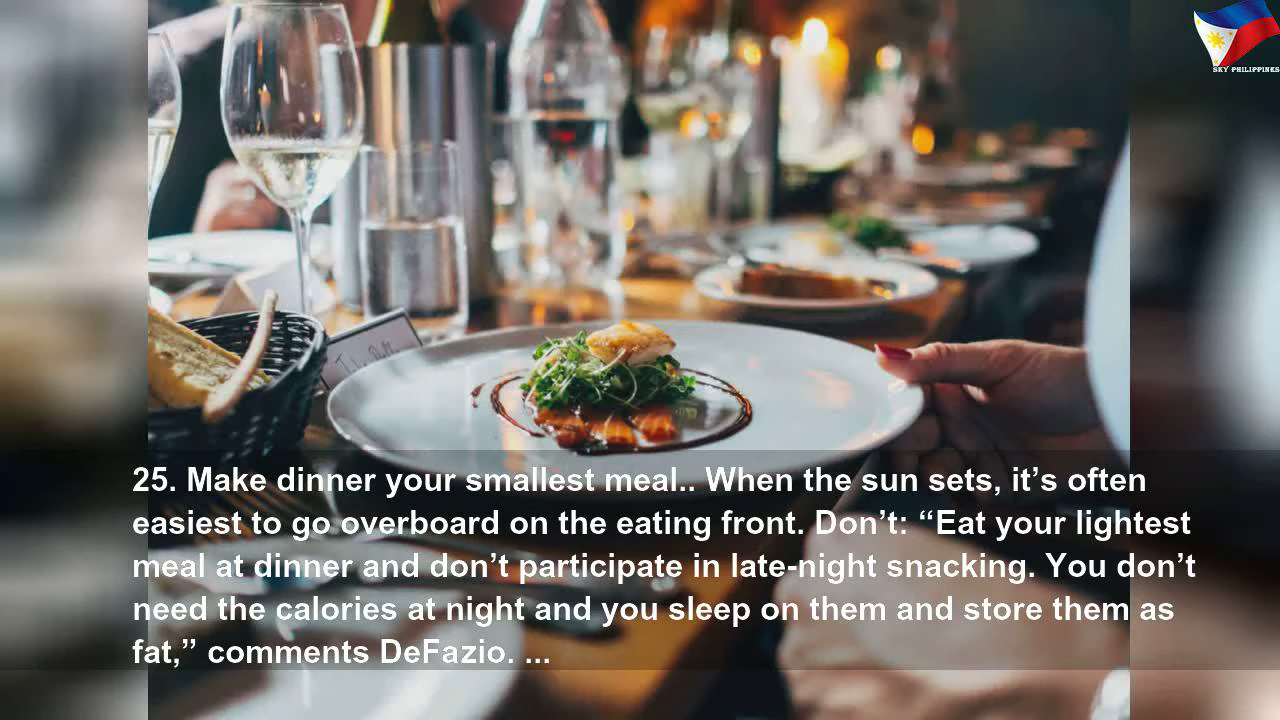 SKY PHILIPPINES
25. Make dinner your smallest meal.. When the sun sets, it’s often
easiest to go overboard on the eating front. Don’t: “Eat your lightest
meal at dinner and don’t participate in late-night snacking. You don’t
need the calories at night and you sleep on them and store them as
fat,” comments DeFazio. ...